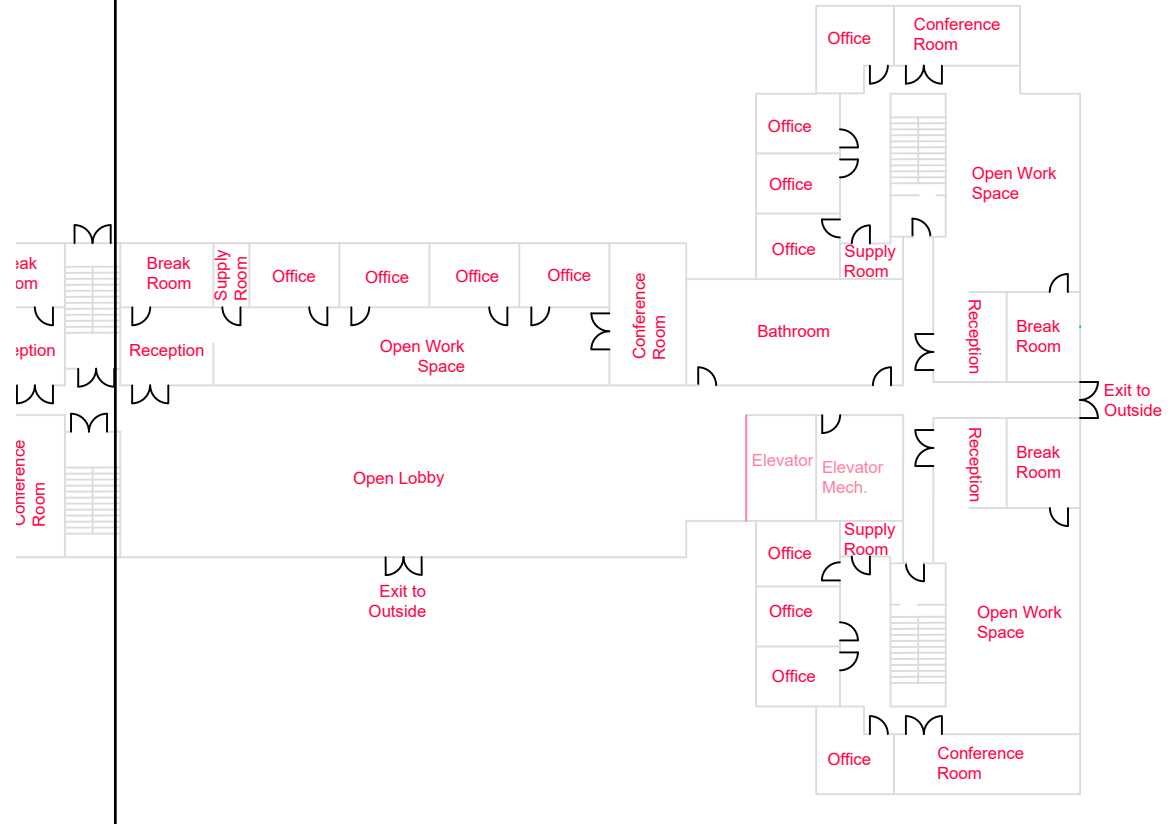 Office
Conference
Room
Office
Office
Open Work
Space
Office
Supply
Room
eak
om
Break
Room
Supply
Room
Office
Office
Office
Office
Conference
Room
Bathroom
Reception
Break
Room
eption
Reception
Open Work
Space
Exit to
Outside
Conference
Room
Open Lobby
Elevator
Elevator
Mech.
Reception
Break
Room
Supply
Room
Office
Exit to
Outside
Office
Open Work
Space
Office
Office
Conference
Room